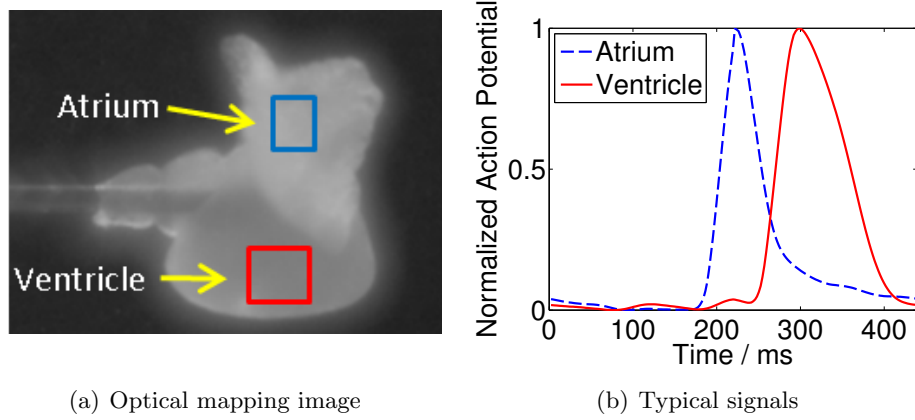 Atrium
Ventricle
(a) Optical mapping image
Normalized Action Potential
1
0.5
0
Atrium
Ventricle
0 100 200 300 400
Time / ms
(b) Typical signals